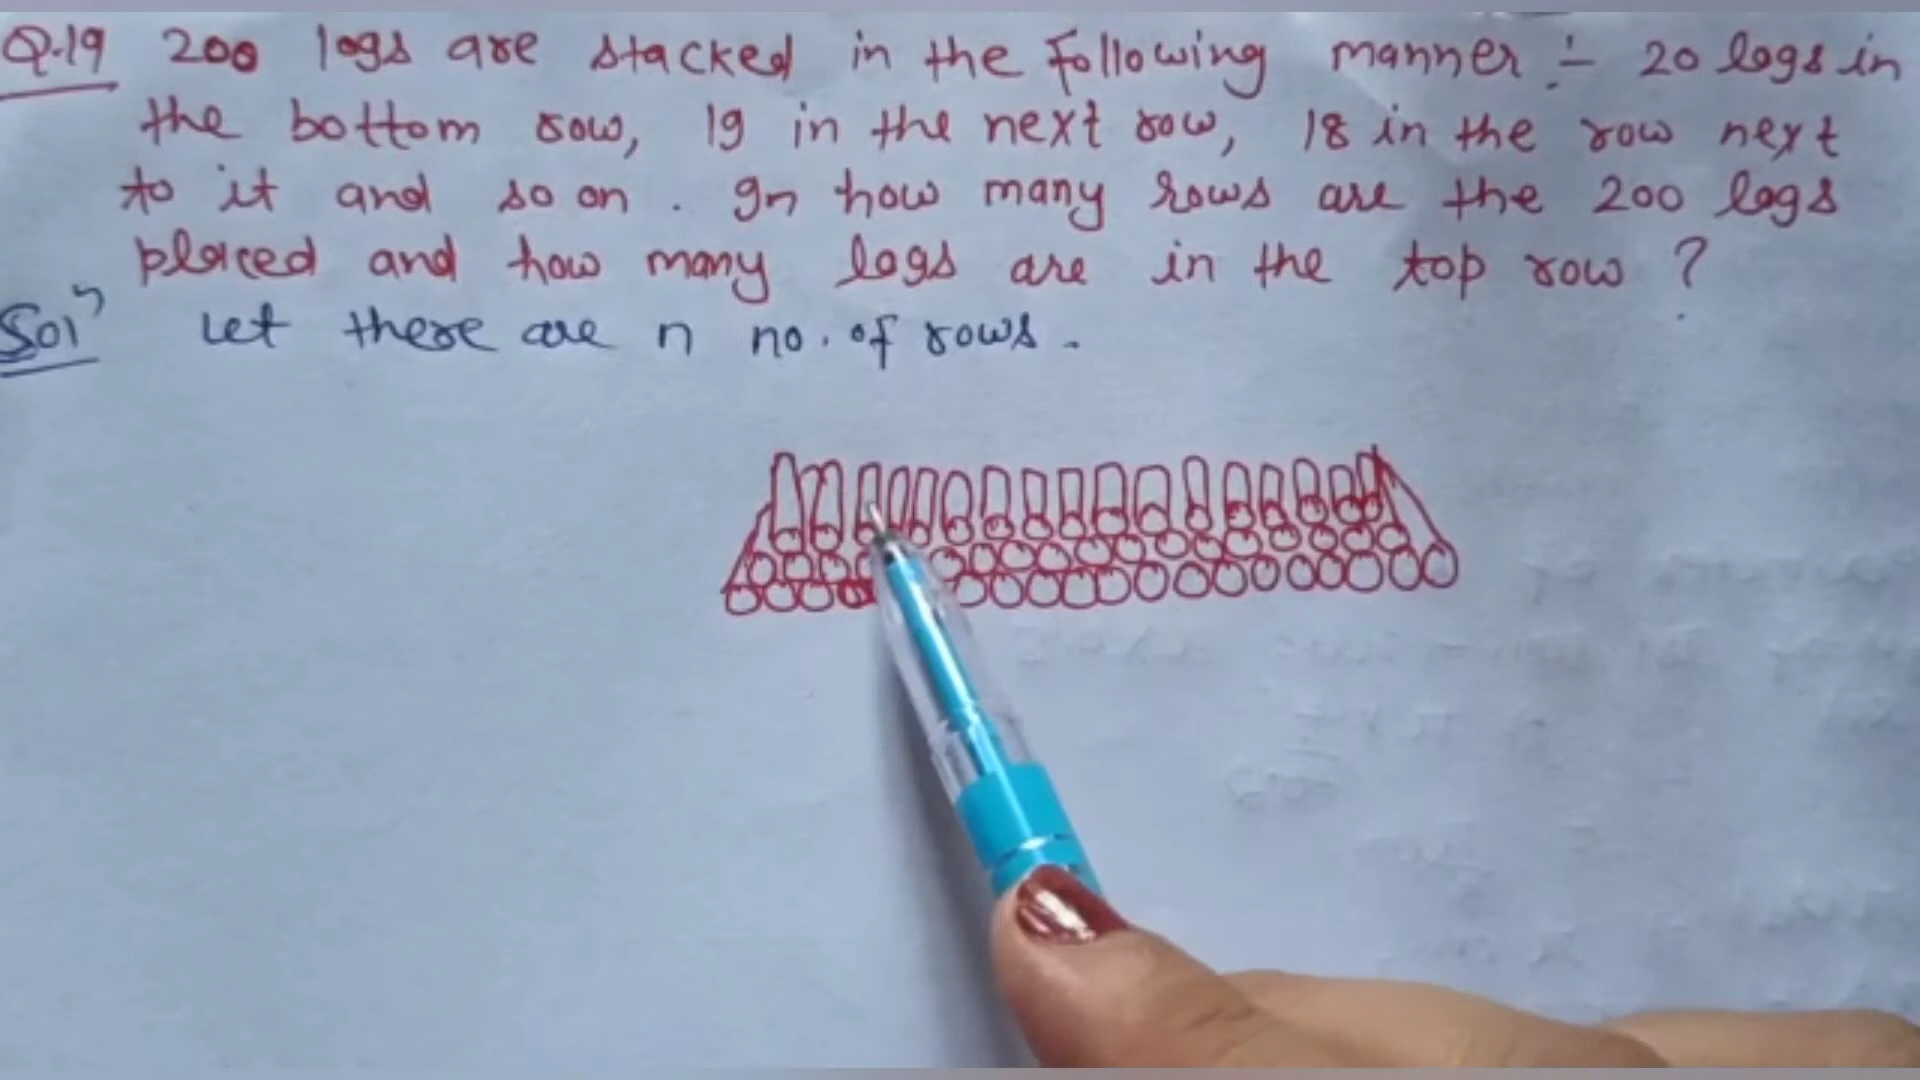 Q.19 200 logs are stacked in the following manner :- 20 logs in
the bottom row, 19 in the next row, 18 in the row next
to it and so on. In how many rows are the 200 logs
placed and how many logs are in the top row ?
Solⁿ Let there are n no. of rows.